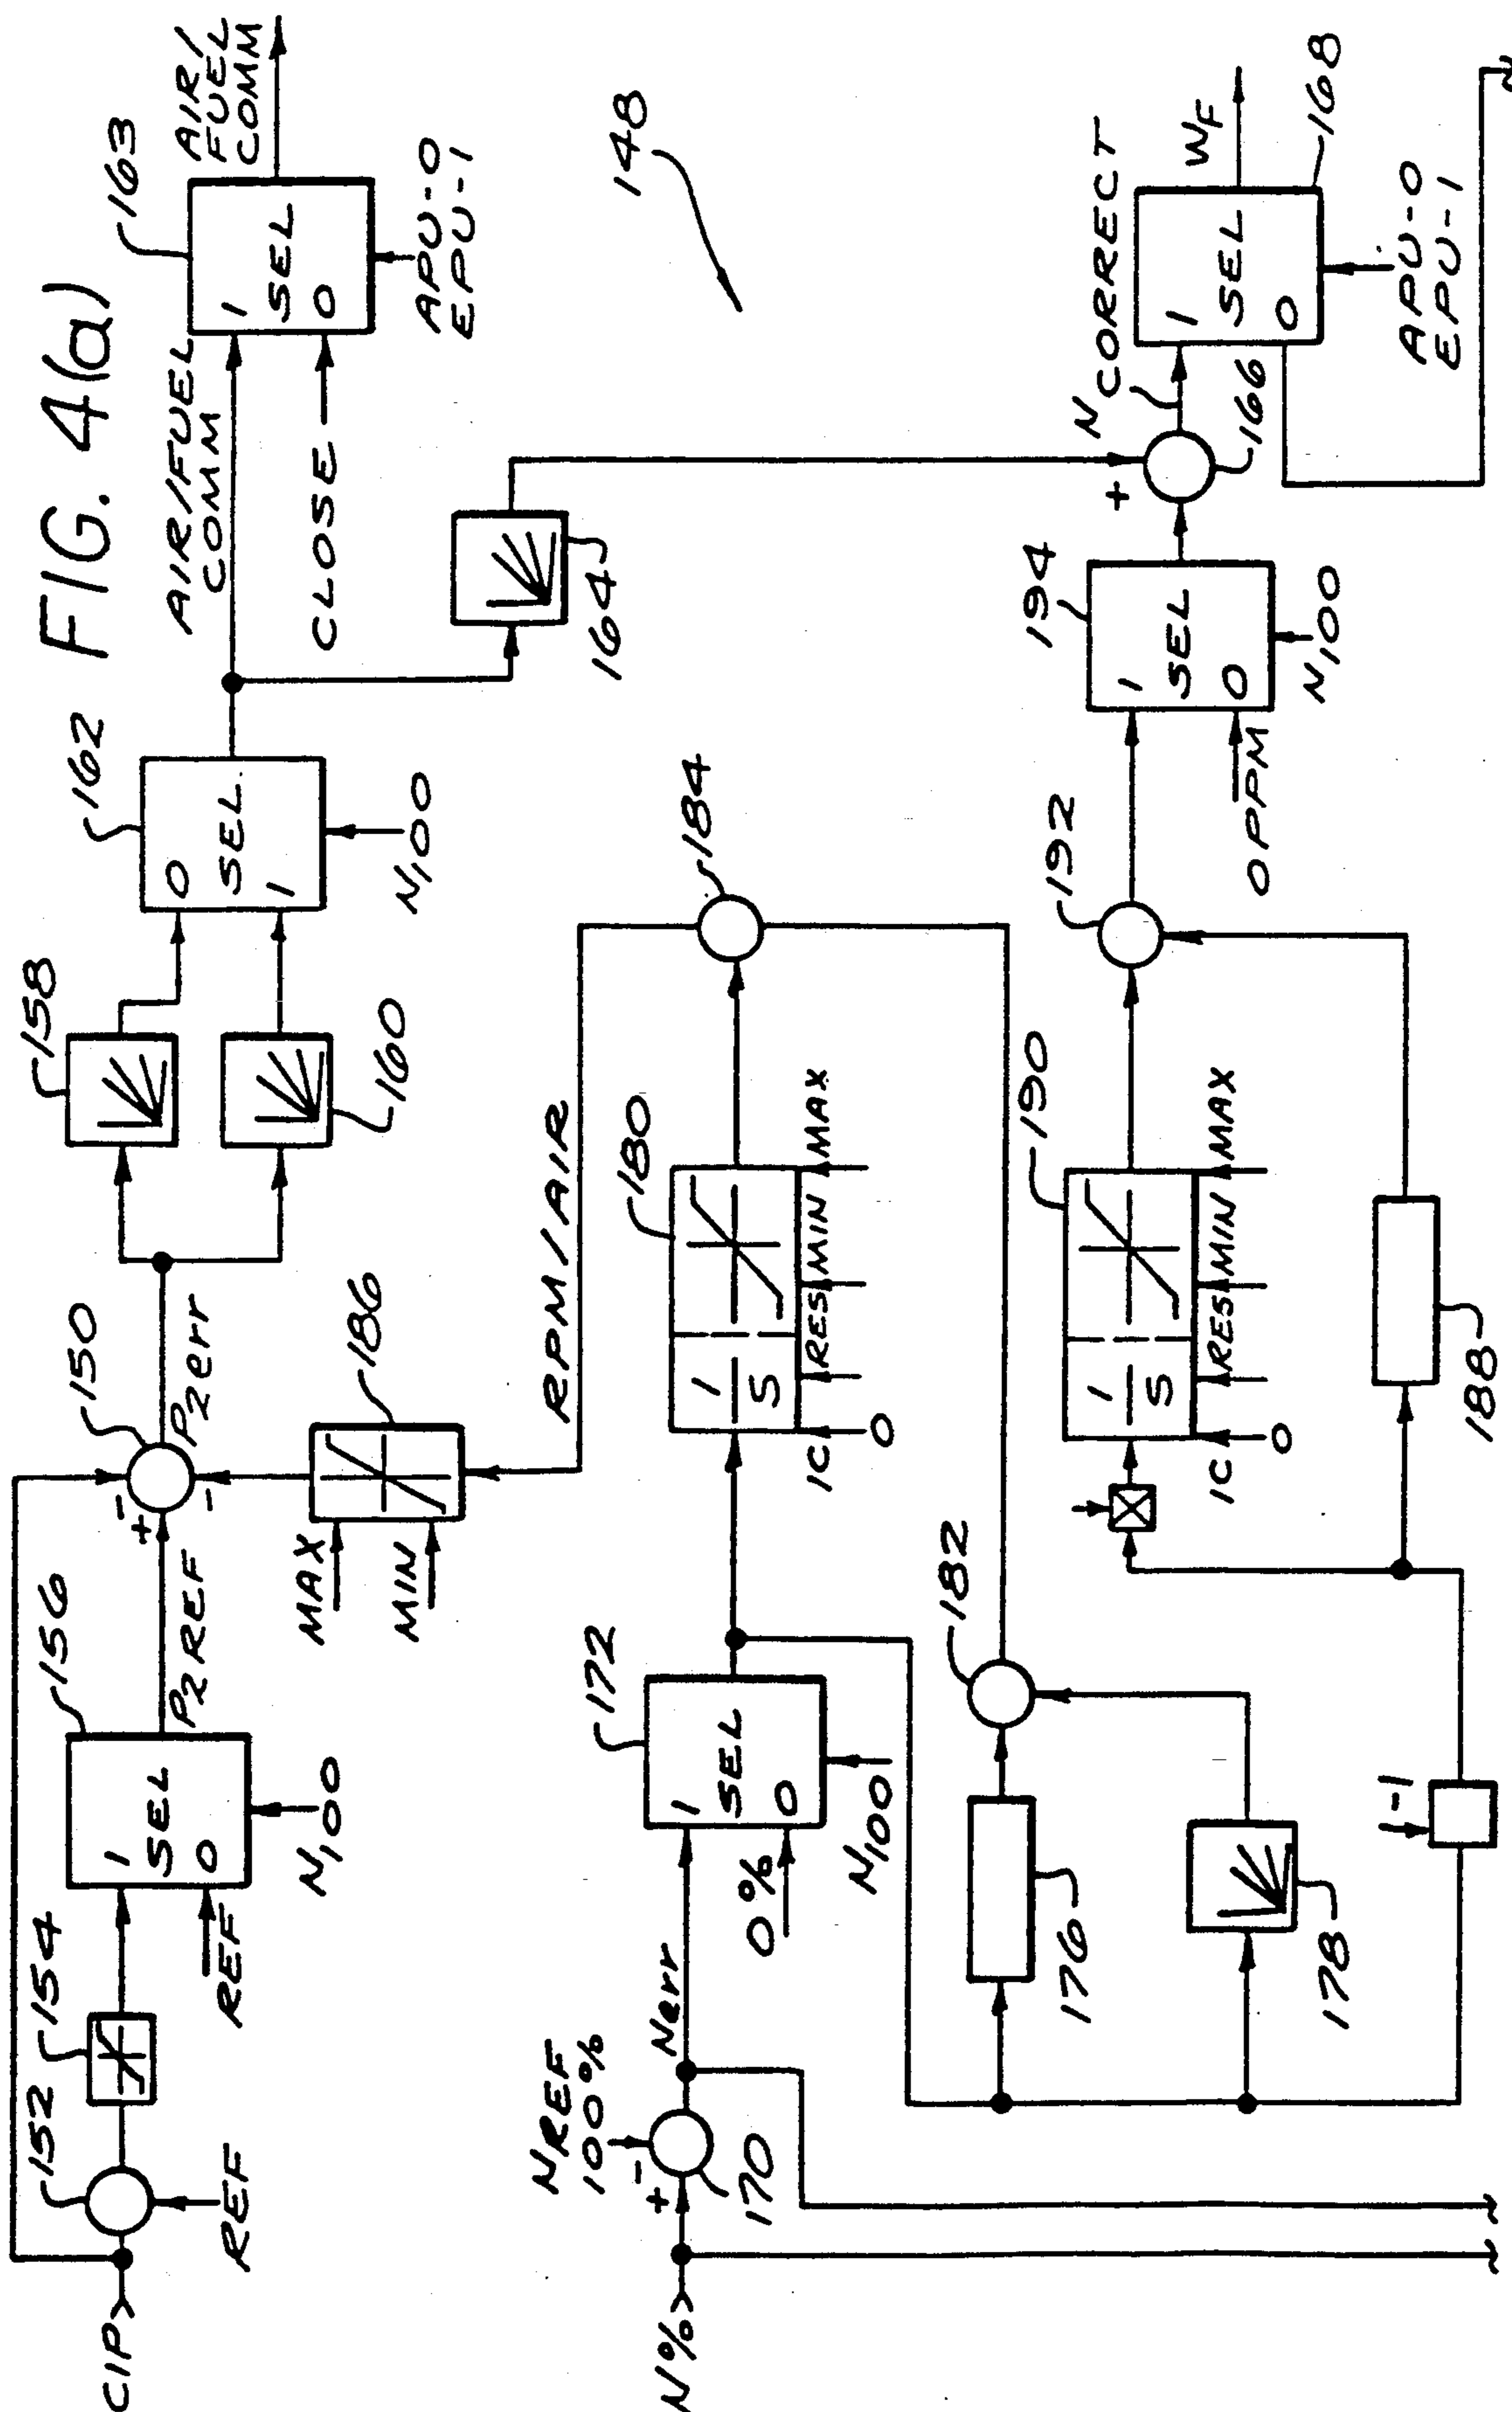 FIG. 4(a)
CIP
152
REF
154
REF
1
SEL
0
156
N100
P2 REF
+
-
-
150
P2err
158
160
0
SEL.
1
162
N100
AIR/FUEL
COMM
CLOSE
1
SEL
0
163
AIR/
FUEL
COMM
APU-0
EPU-1
164
148
MAX
MIN
186
RPM/AIR
N%
NREF
100%
+
-
170
Nerr
0%
1
SEL
0
172
N100
1
S
IC
0
RES
MIN
MAX
180
184
176
178
182
1-1
1
S
IC
0
RES
MIN
MAX
190
188
192
OPPM
1
SEL
0
194
N100
+
166
NCORRECT
1
SEL
0
WF
168
APU-0
EPU-1